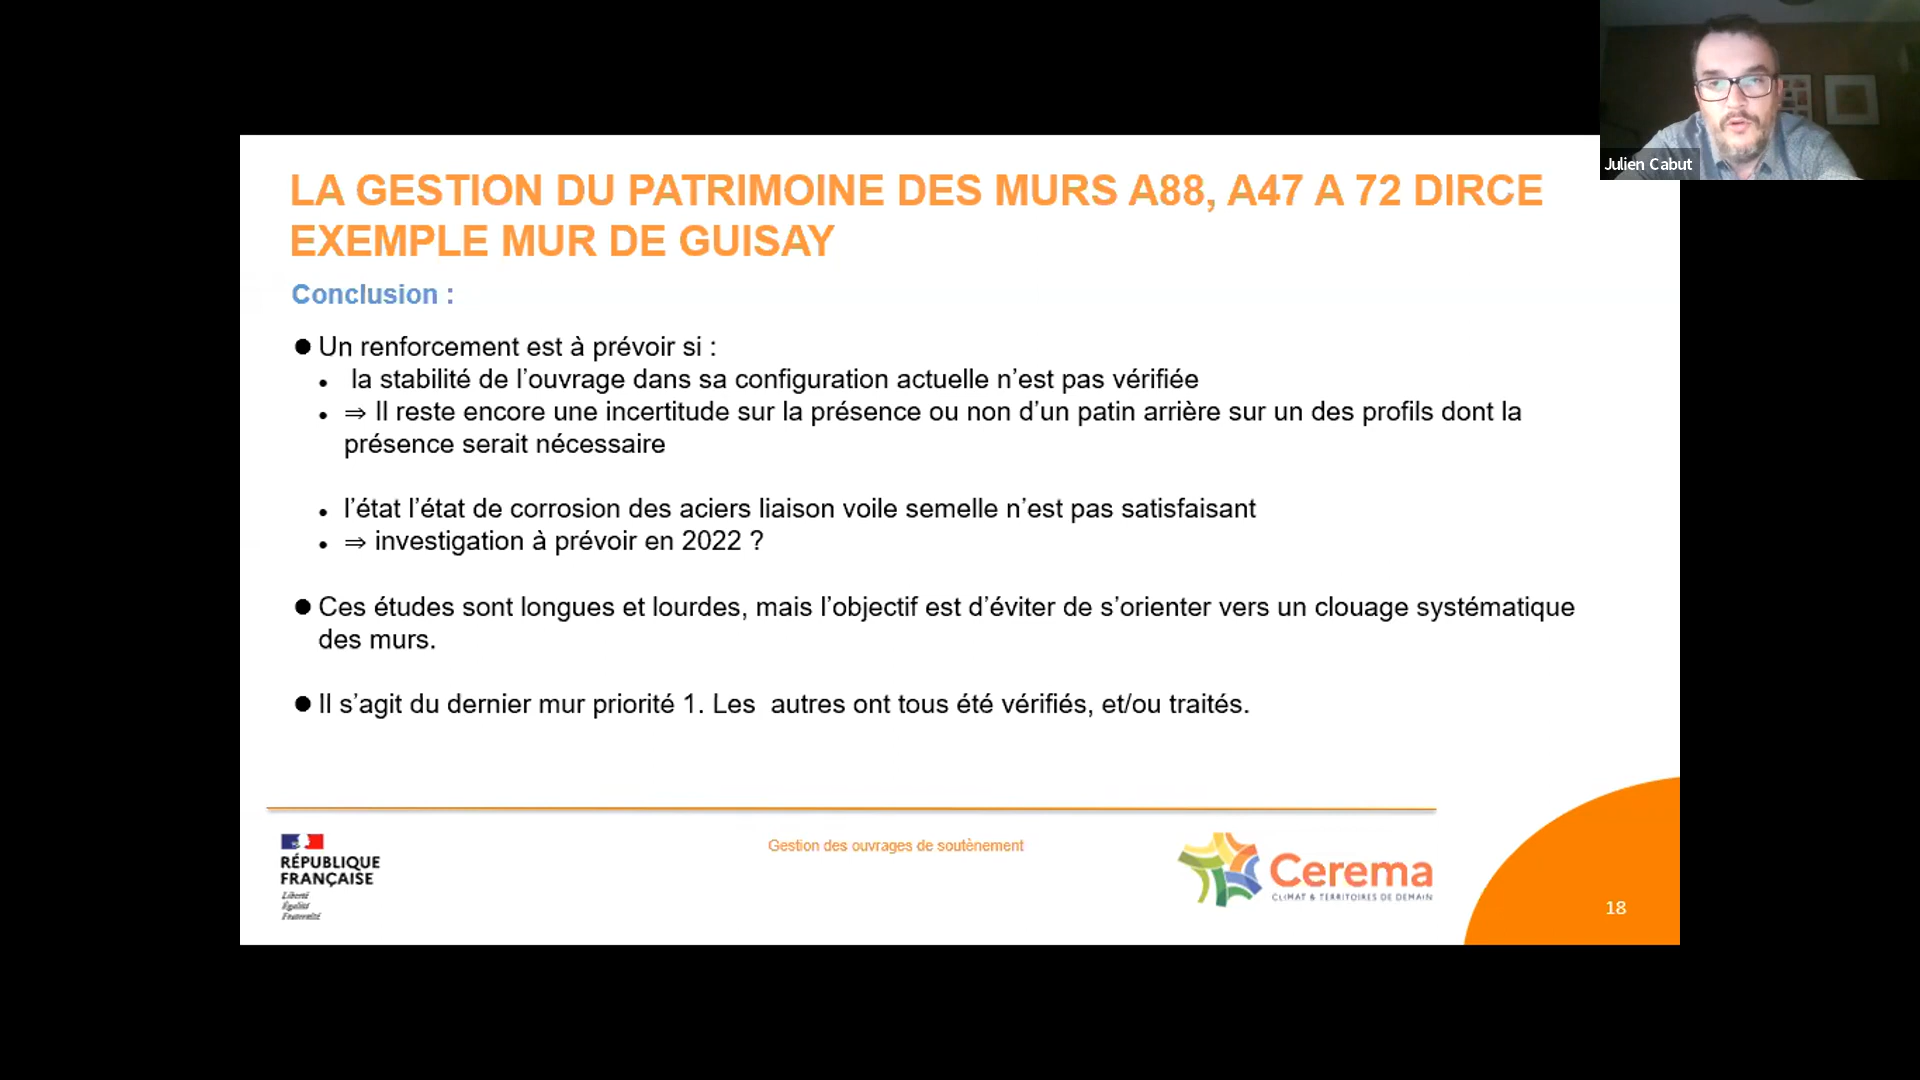 Julien Cabut
LA GESTION DU PATRIMOINE DES MURS A88, A47 A 72 DIRCE
EXEMPLE MUR DE GUISAY
Conclusion :
● Un renforcement est à prévoir si :
• la stabilité de l’ouvrage dans sa configuration actuelle n’est pas vérifiée
• ⇒ Il reste encore une incertitude sur la présence ou non d’un patin arrière sur un des profils dont la
présence serait nécessaire
• l’état l’état de corrosion des aciers liaison voile semelle n’est pas satisfaisant
• ⇒ investigation à prévoir en 2022 ?
● Ces études sont longues et lourdes, mais l’objectif est d’éviter de s’orienter vers un clouage systématique
des murs.
● Il s’agit du dernier mur priorité 1. Les  autres ont tous été vérifiés, et/ou traités.
RÉPUBLIQUE
FRANÇAISE
Liberté
Égalité
Fraternité
Gestion des ouvrages de soutènement
Cerema
CLIMAT & TERRITOIRES DE DEMAIN
18